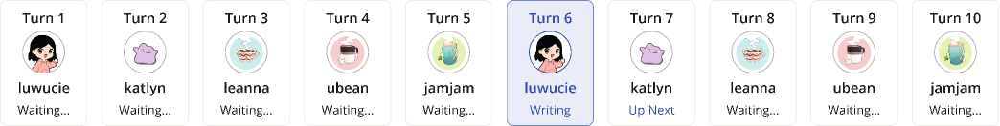 Turn 1 Turn 2 Turn 3 Turn 4 Turn 5 Turn 6 Turn 7 Turn 8 Turn 9 Turn 10
luwucie katlyn leanna ubean jamjam luwucie katlyn leanna ubean jamjam
Waiting... Waiting... Waiting... Waiting... Waiting... Writing Up Next Waiting... Waiting... Waiting...